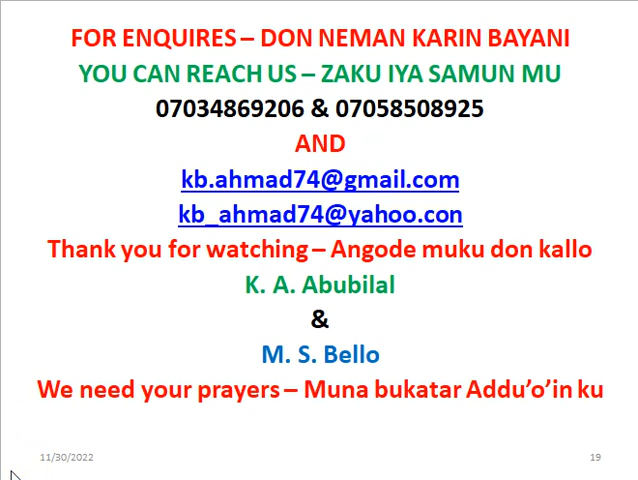 FOR ENQUIRES – DON NEMAN KARIN BAYANI
YOU CAN REACH US – ZAKU IYA SAMUN MU
07034869206 & 07058508925
AND
kb.ahmad74@gmail.com
kb_ahmad74@yahoo.con
Thank you for watching – Angode muku don kallo
K. A. Abubilal
&
M. S. Bello
We need your prayers – Muna bukatar Addu’o’in ku
11/30/2022
19